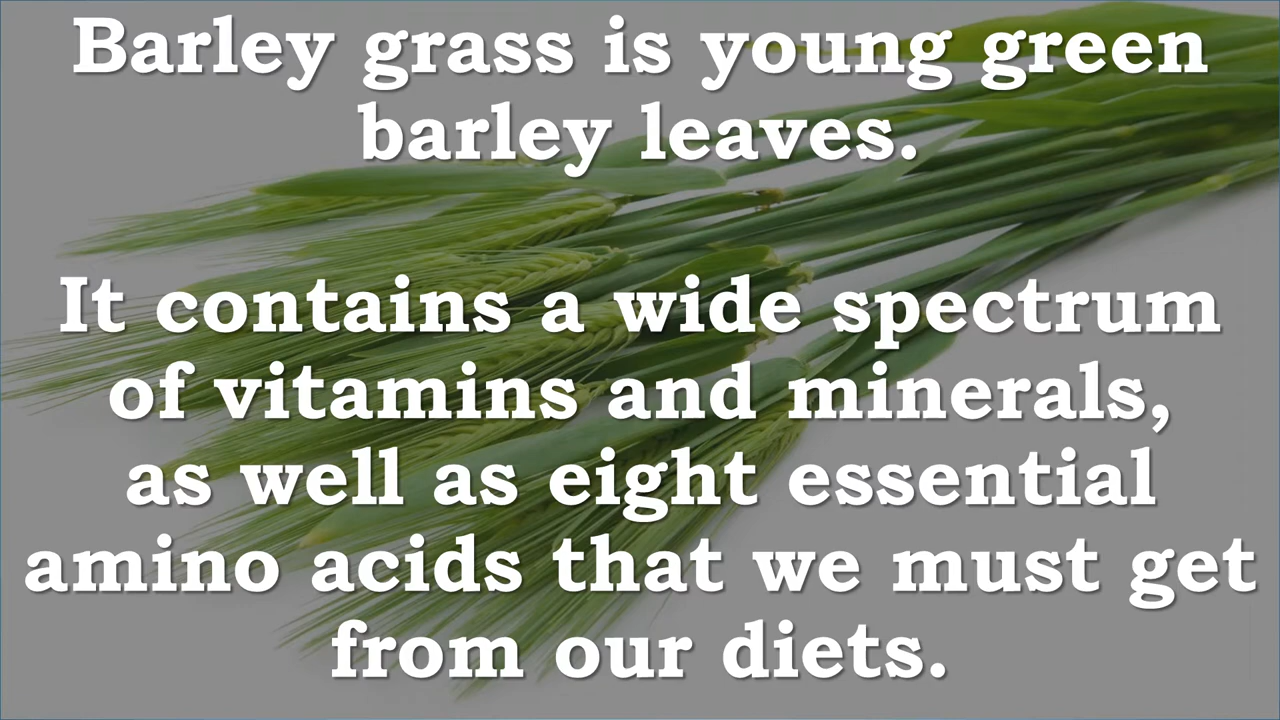 Barley grass is young green
barley leaves.
It contains a wide spectrum
of vitamins and minerals,
as well as eight essential
amino acids that we must get
from our diets.